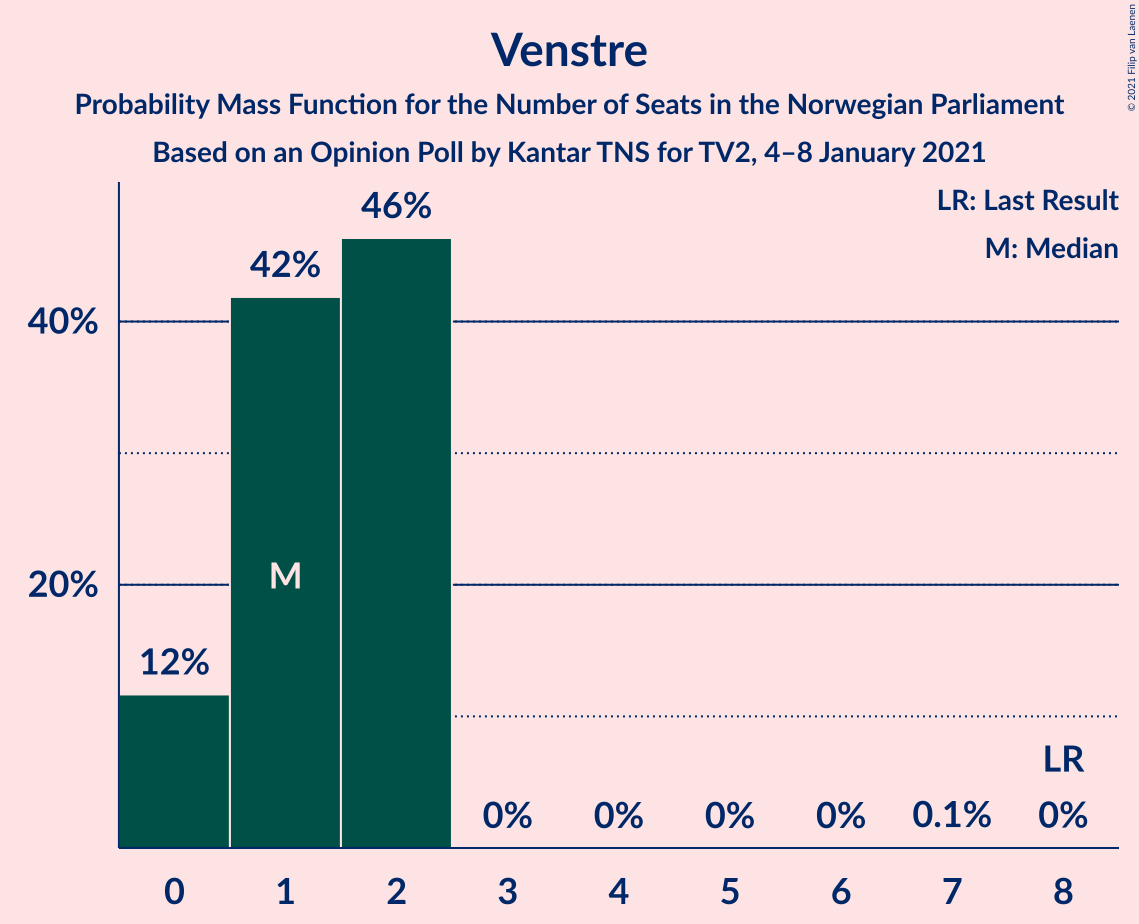 Venstre
Probability Mass Function for the Number of Seats in the Norwegian Parliament
Based on an Opinion Poll by Kantar TNS for TV2, 4–8 January 2021
© 2021 Filip van Laenen
LR: Last Result
M: Median
46%
42%
40%
M
20%
12%
LR
0% 0% 0% 0% 0.1% 0%
0 1 2 3 4 5 6 7 8